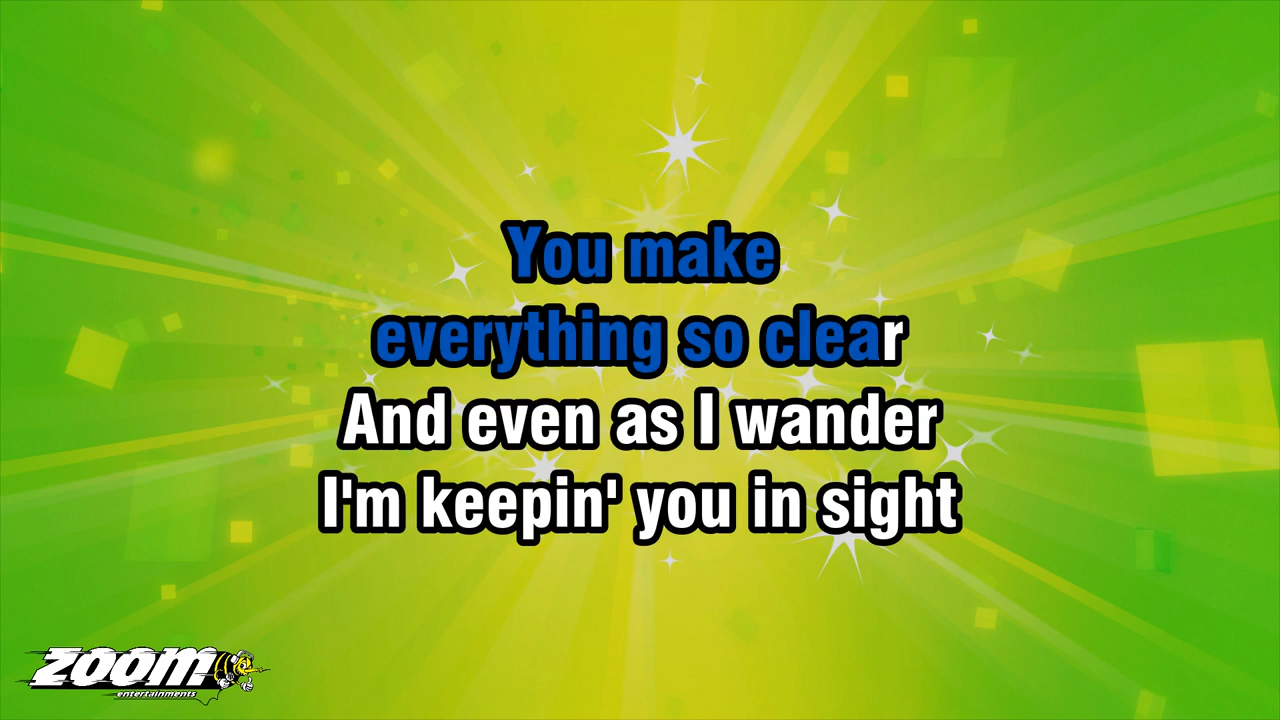 You make
everything so clear
And even as I wander
I'm keepin' you in sight
ZOOM
entertainments